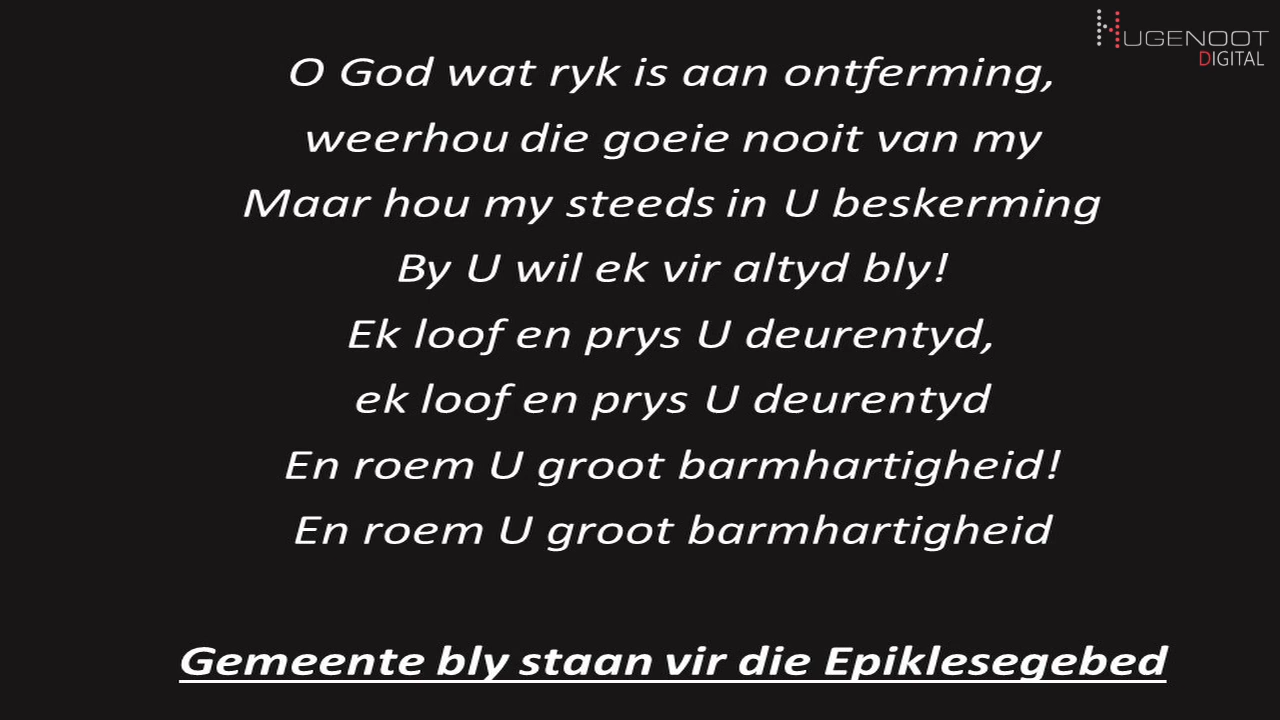 HUGENOOT
DIGITAL
O God wat ryk is aan ontferming,
weerhou die goeie nooit van my
Maar hou my steeds in U beskerming
By U wil ek vir altyd bly!
Ek loof en prys U deurentyd,
ek loof en prys U deurentyd
En roem U groot barmhartigheid!
En roem U groot barmhartigheid
Gemeente bly staan vir die Epiklesegebed